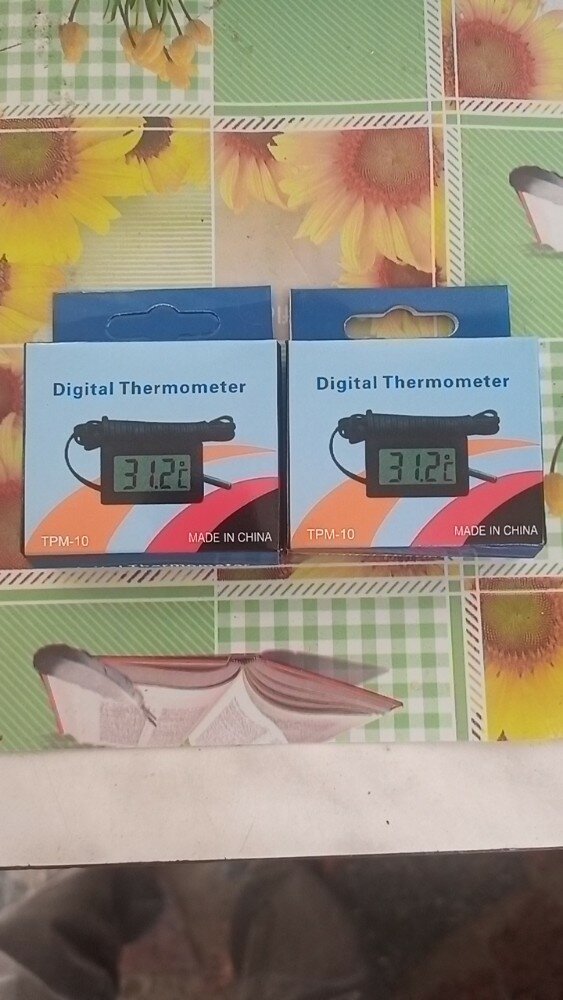 Digital Thermometer
31.2°C
TPM-10
MADE IN CHINA
Digital Thermometer
31.2°C
TPM-10
MADE IN CHINA